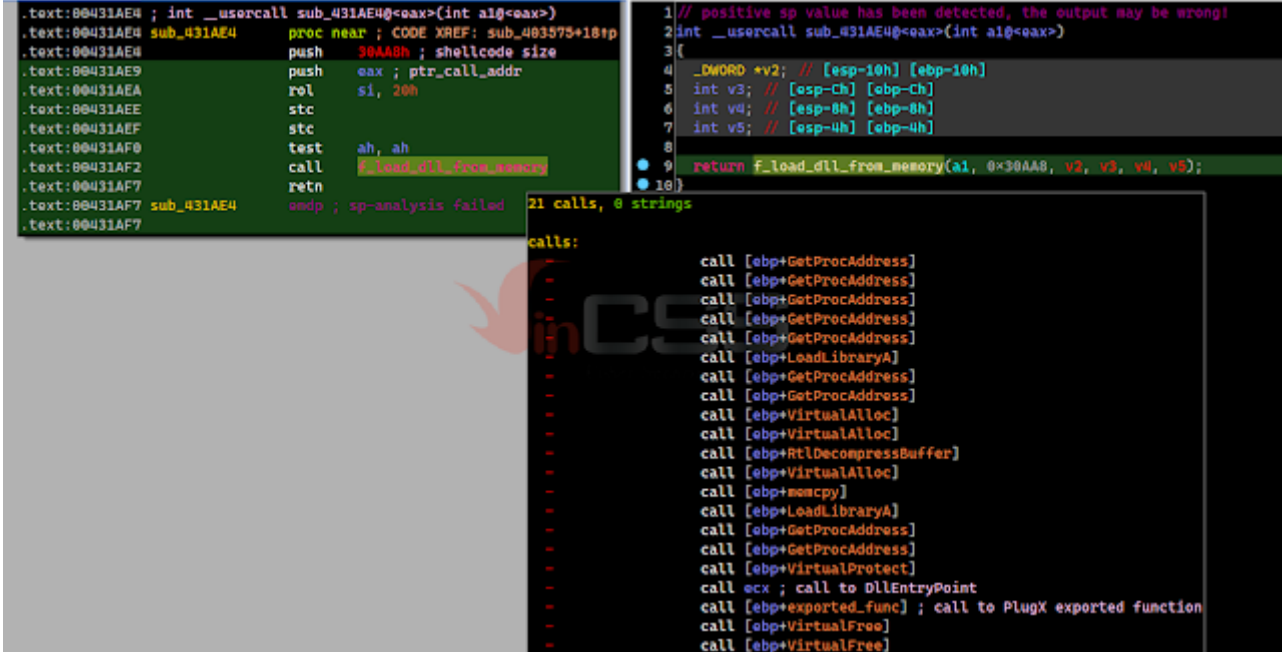 .text:00431AE4 ; int __usercall sub_431AE4@<eax>(int a1@<eax>)
.text:00431AE4 sub_431AE4 proc near ; CODE XREF: sub_403575+18↑p
.text:00431AE4 push 30AA8h ; shellcode size
.text:00431AE9 push eax ; ptr_call_addr
.text:00431AEA rol si, 20h
.text:00431AEE stc
.text:00431AEF stc
.text:00431AF0 test ah, ah
.text:00431AF2 call f_load_dll_from_memory
.text:00431AF7 retn
.text:00431AF7 sub_431AE4 endp ; sp-analysis failed
.text:00431AF7
1 // positive sp value has been detected, the output may be wrong!
2 int __usercall sub_431AE4@<eax>(int a1@<eax>)
3 {
4 _DWORD *v2; // [esp-10h] [ebp-10h]
5 int v3; // [esp-Ch] [ebp-Ch]
6 int v4; // [esp-8h] [ebp-8h]
7 int v5; // [esp-4h] [ebp-4h]
8
9 return f_load_dll_from_memory(a1, 0×30AA8, v2, v3, v4, v5);
10 }
21 calls, 0 strings
calls:
- call [ebp+GetProcAddress]
- call [ebp+GetProcAddress]
- call [ebp+GetProcAddress]
- call [ebp+GetProcAddress]
- call [ebp+GetProcAddress]
- call [ebp+LoadLibraryA]
- call [ebp+GetProcAddress]
- call [ebp+GetProcAddress]
- call [ebp+VirtualAlloc]
- call [ebp+VirtualAlloc]
- call [ebp+RtlDecompressBuffer]
- call [ebp+VirtualAlloc]
- call [ebp+memcpy]
- call [ebp+LoadLibraryA]
- call [ebp+GetProcAddress]
- call [ebp+GetProcAddress]
- call [ebp+VirtualProtect]
- call ecx ; call to DllEntryPoint
- call [ebp+exported_func] ; call to PlugX exported function
- call [ebp+VirtualFree]
- call [ebp+VirtualFree]
inCSS